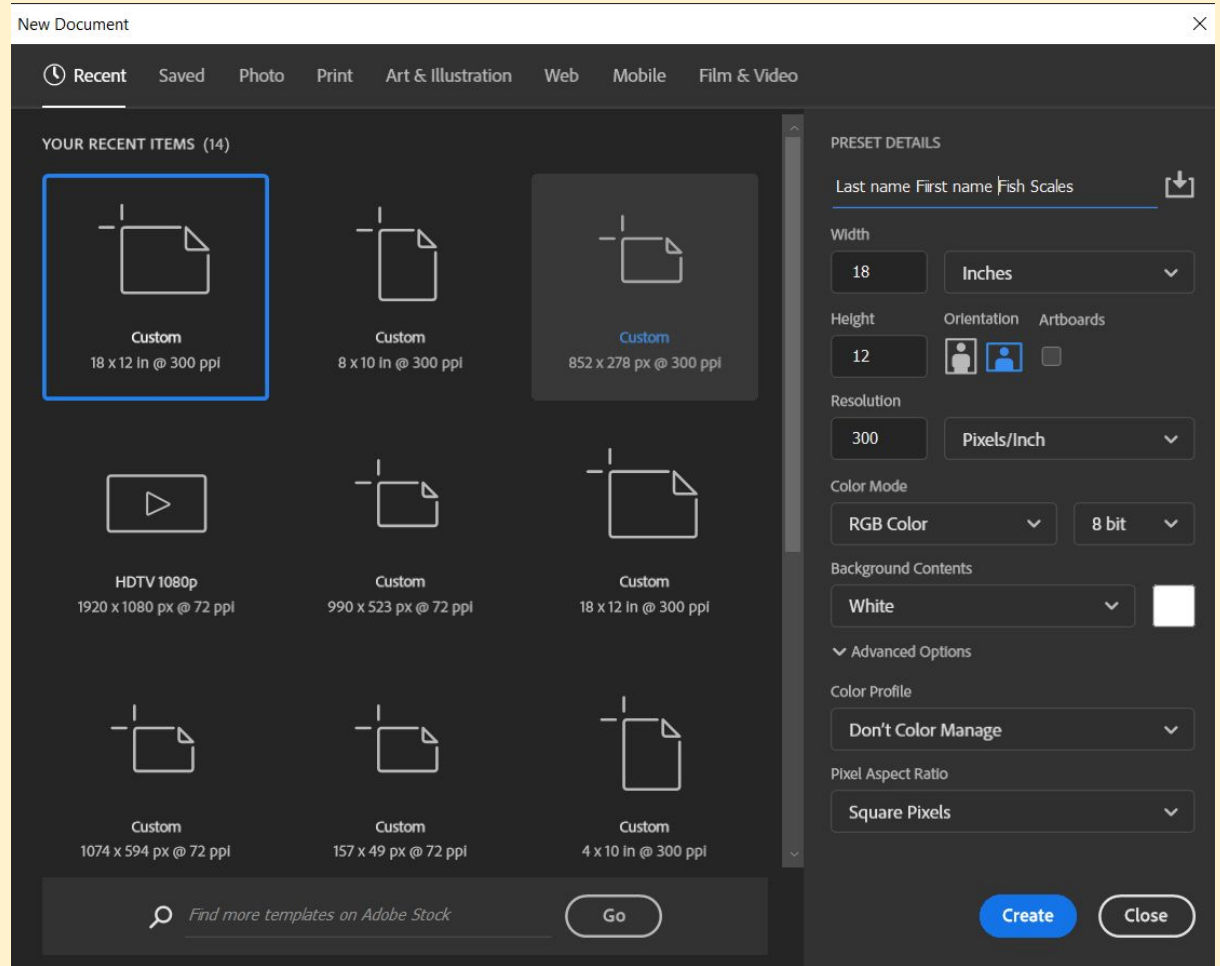 New Document
Recent Saved Photo Print Art & Illustration Web Mobile Film & Video
YOUR RECENT ITEMS (14)
Custom
18 x 12 in @ 300 ppi
Custom
8 x 10 in @ 300 ppi
Custom
852 x 278 px @ 300 ppi
HDTV 1080p
1920 x 1080 px @ 72 ppi
Custom
990 x 523 px @ 72 ppi
Custom
18 x 12 in @ 300 ppi
Custom
1074 x 594 px @ 72 ppi
Custom
157 x 49 px @ 72 ppi
Custom
4 x 10 in @ 300 ppi
Find more templates on Adobe Stock
Go
PRESET DETAILS
Last name Fiirst name Fish Scales
Width
18 Inches
Height Orientation Artboards
12
Resolution
300 Pixels/Inch
Color Mode
RGB Color 8 bit
Background Contents
White
Advanced Options
Color Profile
Don't Color Manage
Pixel Aspect Ratio
Square Pixels
Create Close